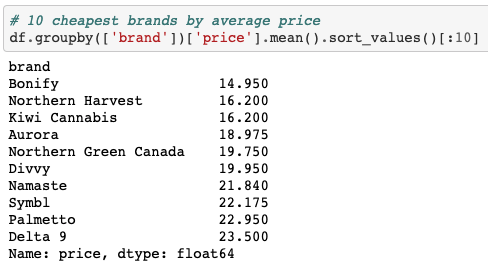 # 10 cheapest brands by average price
df.groupby(['brand'])['price'].mean().sort_values()[:10]
brand
Bonify 14.950
Northern Harvest 16.200
Kiwi Cannabis 16.200
Aurora 18.975
Northern Green Canada 19.750
Divvy 19.950
Namaste 21.840
Symbl 22.175
Palmetto 22.950
Delta 9 23.500
Name: price, dtype: float64